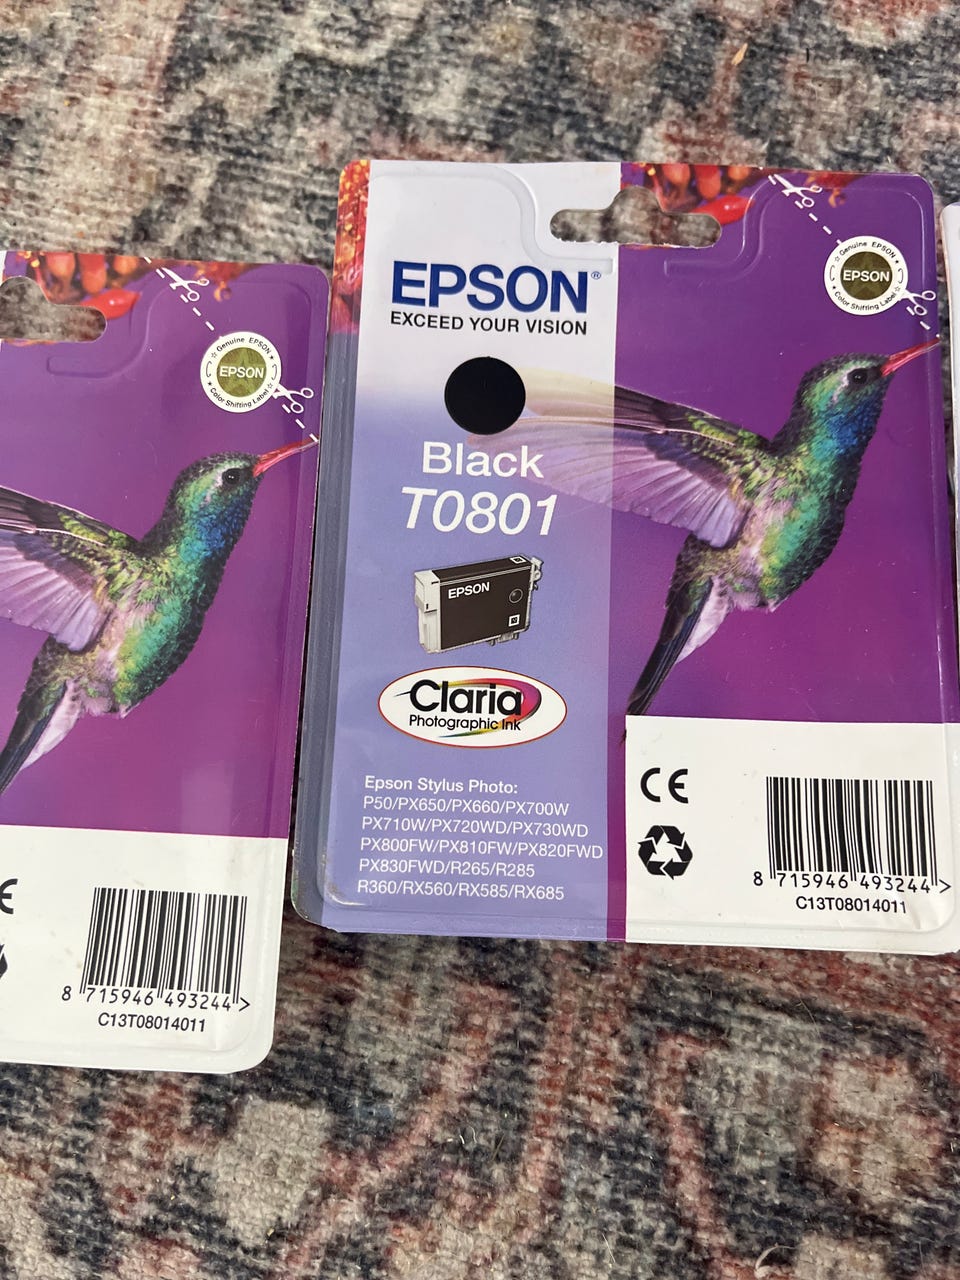 Genuine EPSON
EPSON
Color Shifting Label
8 715946 493244 >
C13T08014011
EPSON®
EXCEED YOUR VISION
Black
T0801
EPSON
Claria
Photographic Ink
Epson Stylus Photo:
P50/PX650/PX660/PX700W
PX710W/PX720WD/PX730WD
PX800FW/PX810FW/PX820FWD
PX830FWD/R265/R285
R360/RX560/RX585/RX685
Genuine EPSON
EPSON
Color Shifting Label
CE
8 715946 493244 >
C13T08014011